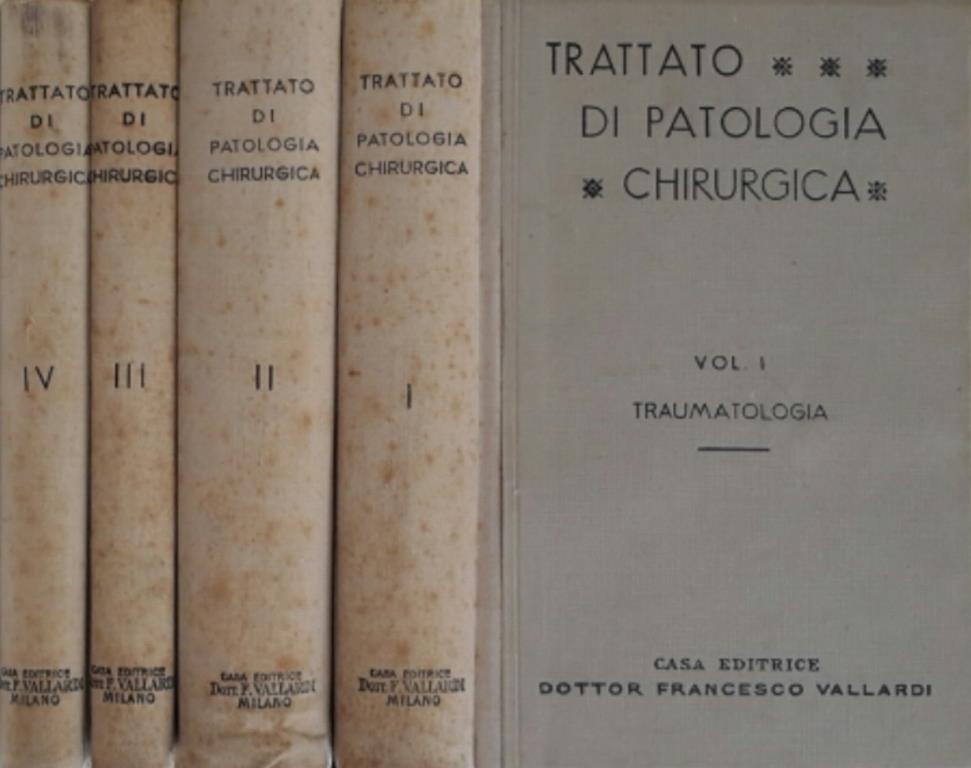 TRATTATO
DI
PATOLOGIA
CHIRURGICA
IV
CASA EDITRICE
DOTT. F. VALLARDI
MILANO
TRATTATO
DI
PATOLOGIA
CHIRURGICA
III
CASA EDITRICE
DOTT. F. VALLARDI
MILANO
TRATTATO
DI
PATOLOGIA
CHIRURGICA
II
CASA EDITRICE
DOTT. F. VALLARDI
MILANO
TRATTATO
DI
PATOLOGIA
CHIRURGICA
I
CASA EDITRICE
DOTT. F. VALLARDI
MILANO
TRATTATO
DI PATOLOGIA
CHIRURGICA
VOL. I
TRAUMATOLOGIA
CASA EDITRICE
DOTTOR FRANCESCO VALLARDI